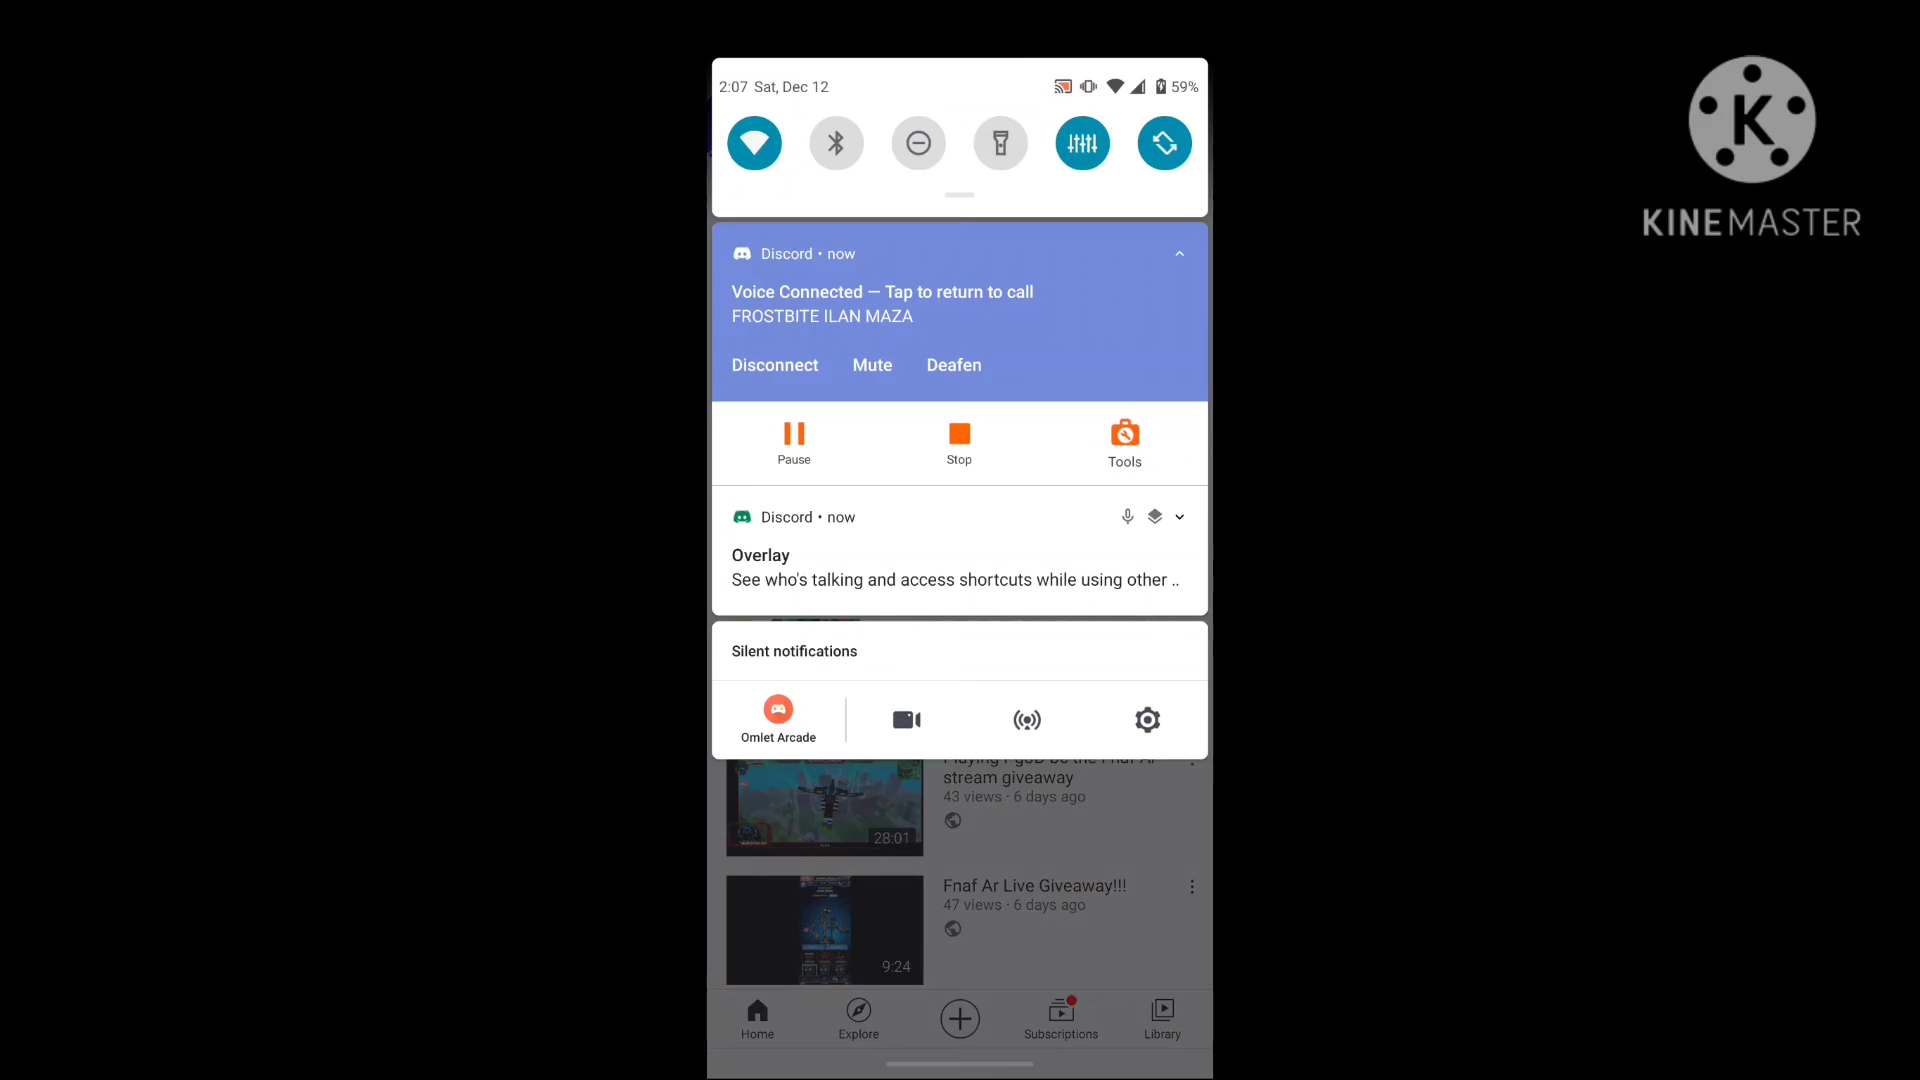 2:07 Sat, Dec 12
59%
K
KINEMASTER
Discord • now
Voice Connected — Tap to return to call
FROSTBITE ILAN MAZA
Disconnect Mute Deafen
Pause Stop Tools
Discord • now
Overlay
See who's talking and access shortcuts while using other ..
Silent notifications
Omlet Arcade
stream giveaway
43 views · 6 days ago
28:01
Fnaf Ar Live Giveaway!!!
47 views · 6 days ago
9:24
Home Explore Subscriptions Library